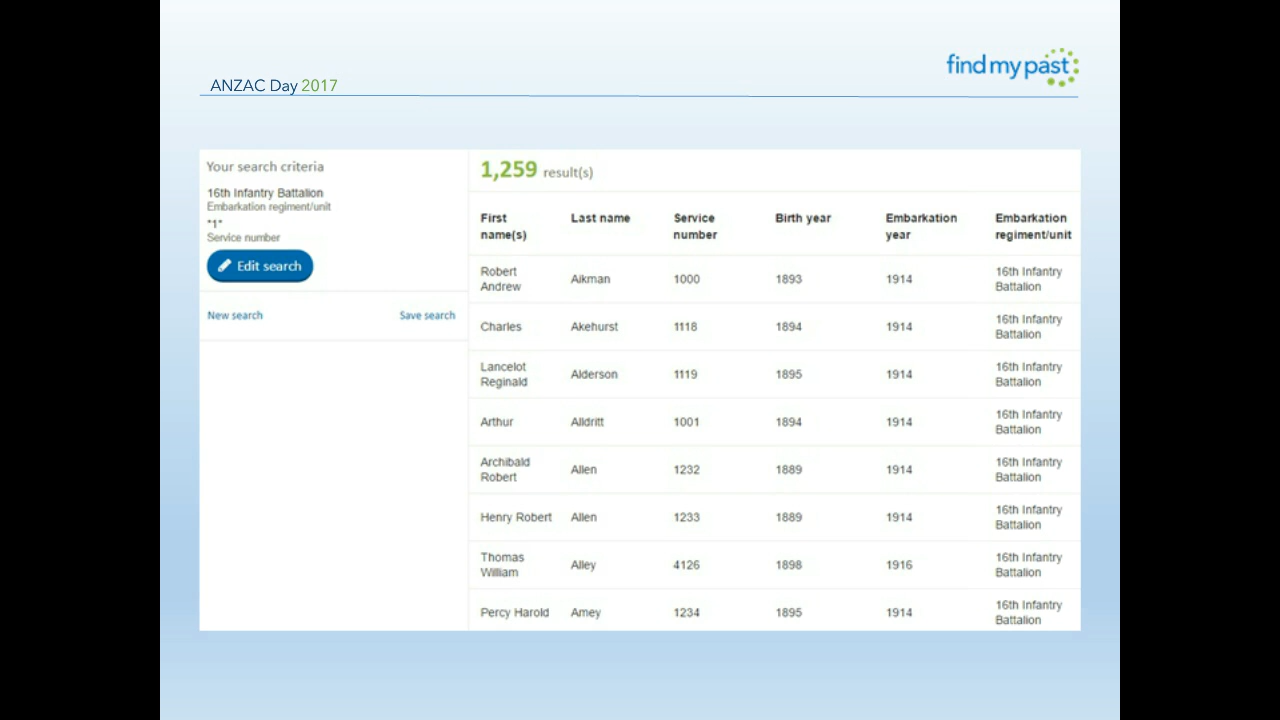 ANZAC Day 2017
find my past
Your search criteria
16th Infantry Battalion
Embarkation regiment/unit
*1*
Service number
Edit search
New search Save search
1,259 result(s)
First name(s) Last name Service number Birth year Embarkation year Embarkation regiment/unit
Robert Andrew Aikman 1000 1893 1914 16th Infantry Battalion
Charles Akehurst 1118 1894 1914 16th Infantry Battalion
Lancelot Reginald Alderson 1119 1895 1914 16th Infantry Battalion
Arthur Alldritt 1001 1894 1914 16th Infantry Battalion
Archibald Robert Allen 1232 1889 1914 16th Infantry Battalion
Henry Robert Allen 1233 1889 1914 16th Infantry Battalion
Thomas William Alley 4126 1898 1916 16th Infantry Battalion
Percy Harold Amey 1234 1895 1914 16th Infantry Battalion